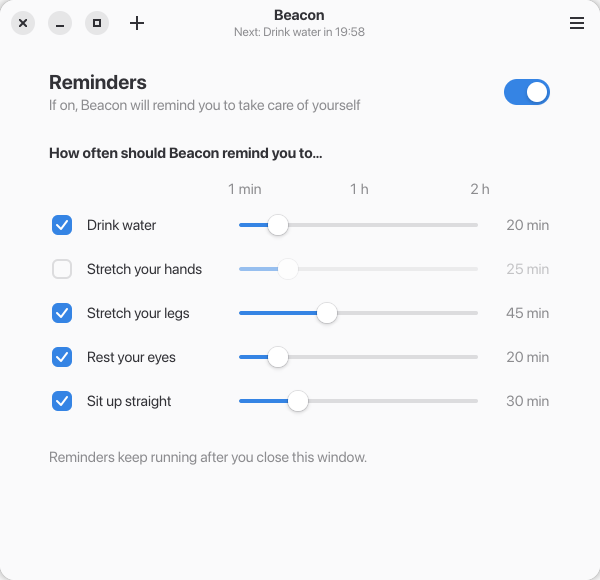 Beacon
Next: Drink water in 19:58
Reminders
If on, Beacon will remind you to take care of yourself
How often should Beacon remind you to…
1 min 1 h 2 h
Drink water 20 min
Stretch your hands 25 min
Stretch your legs 45 min
Rest your eyes 20 min
Sit up straight 30 min
Reminders keep running after you close this window.